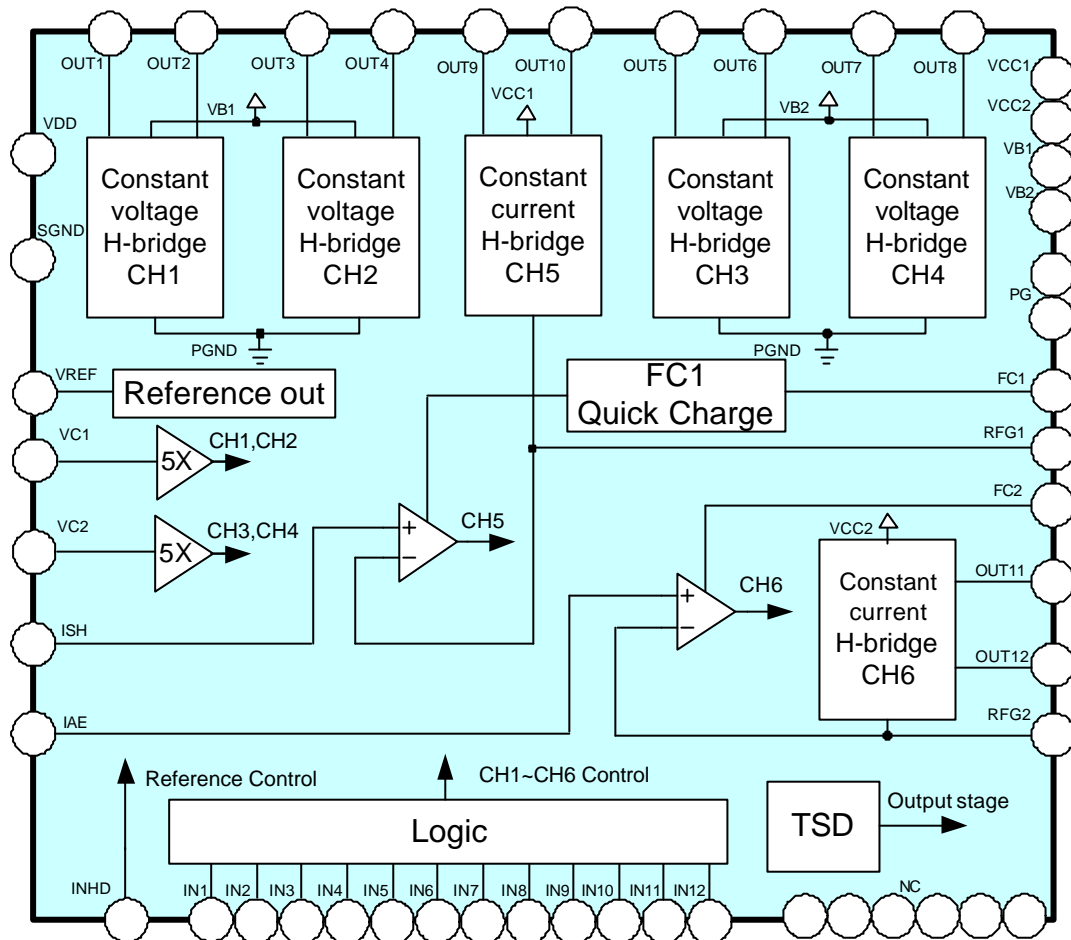 OUT1
OUT2
OUT3
OUT4
OUT9
OUT10
OUT5
OUT6
OUT7
OUT8
VCC1
VCC2
VB1
VB2
PG
VDD
SGND
VB1
VCC1
VB2
Constant
voltage
H-bridge
CH1
Constant
voltage
H-bridge
CH2
Constant
current
H-bridge
CH5
Constant
voltage
H-bridge
CH3
Constant
voltage
H-bridge
CH4
PGND
PGND
VREF
Reference out
FC1
Quick Charge
FC1
VC1
5X
CH1,CH2
RFG1
VC2
5X
CH3,CH4
+
−
CH5
FC2
VCC2
Constant
current
H-bridge
CH6
OUT11
OUT12
RFG2
+
−
CH6
ISH
IAE
Reference Control
CH1~CH6 Control
Logic
TSD
Output stage
INHD
IN1
IN2
IN3
IN4
IN5
IN6
IN7
IN8
IN9
IN10
IN11
IN12
NC